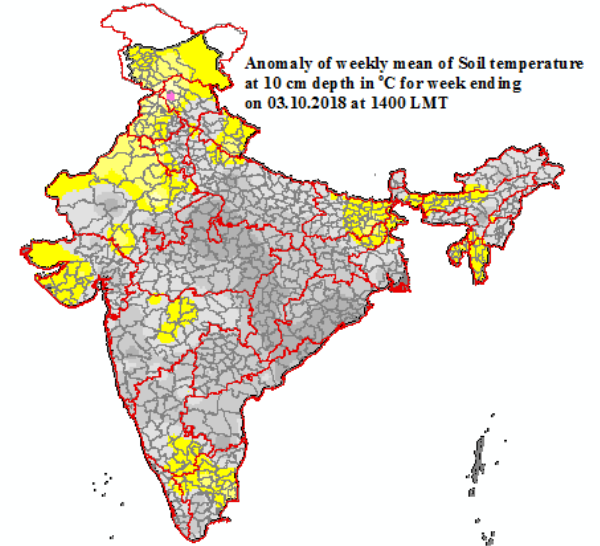 Anomaly of weekly mean of Soil temperature
at 10 cm depth in °C for week ending
on 03.10.2018 at 1400 LMT